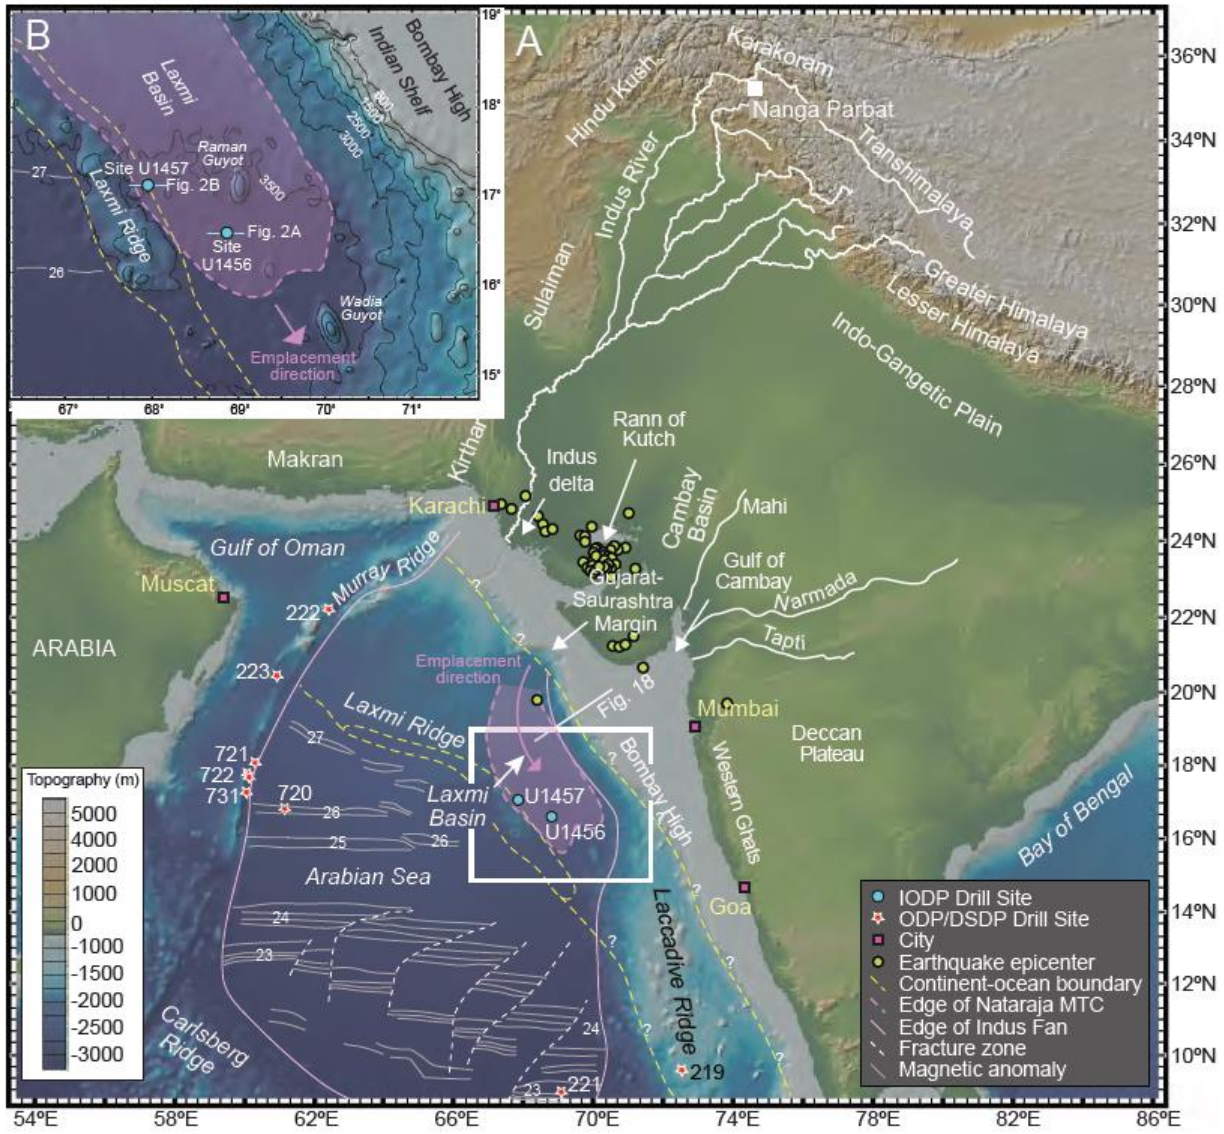 B
Laxmi
Basin
Bombay High
Indian Shelf
800
1500
2500
3000
19°
18°
17°
16°
15°
27
Raman
Guyot
3500
Site U1457
Fig. 2B
Laxmi Ridge
Fig. 2A
Site
U1456
26
Wadia
Guyot
Emplacement
direction
67°
68°
69°
70°
71°
A
Karakoram
Hindu Kush
Nanga Parbat
Transhimalaya
Indus River
Sulaiman
Greater Himalaya
Lesser Himalaya
Indo-Gangetic Plain
36°N
34°N
32°N
30°N
28°N
26°N
24°N
22°N
20°N
18°N
16°N
14°N
12°N
10°N
Rann of
Kutch
Kirthar
Makran
Indus
delta
Cambay
Basin
Mahi
Karachi
Gulf of Oman
Murray Ridge
Gulf of
Cambay
Muscat
Gujarat-
Saurashtra
Margin
Narmada
222
?
Tapti
ARABIA
?
Emplacement
direction
223
Fig. 18
Mumbai
Laxmi Ridge
Deccan
Plateau
27
721
722
731
720
26
Laxmi
Basin
U1457
U1456
?
Bombay High
Western Ghats
25
26
Bay of Bengal
Arabian Sea
Goa
Laccadive Ridge
?
24
?
23
?
Carlsberg
Ridge
24
?
?
219
23
221
Topography (m)
5000
4000
2000
1000
0
-1000
-1500
-2000
-2500
-3000
IODP Drill Site
ODP/DSDP Drill Site
City
Earthquake epicenter
Continent-ocean boundary
Edge of Nataraja MTC
Edge of Indus Fan
Fracture zone
Magnetic anomaly
54°E
62°E
66°E
70°E
74°E
78°E
82°E
86°E